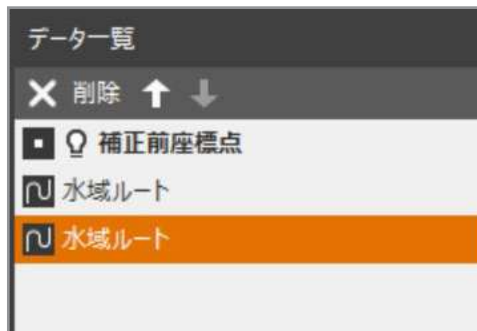 データ一覧
削除
補正前座標点
水域ルート
水域ルート